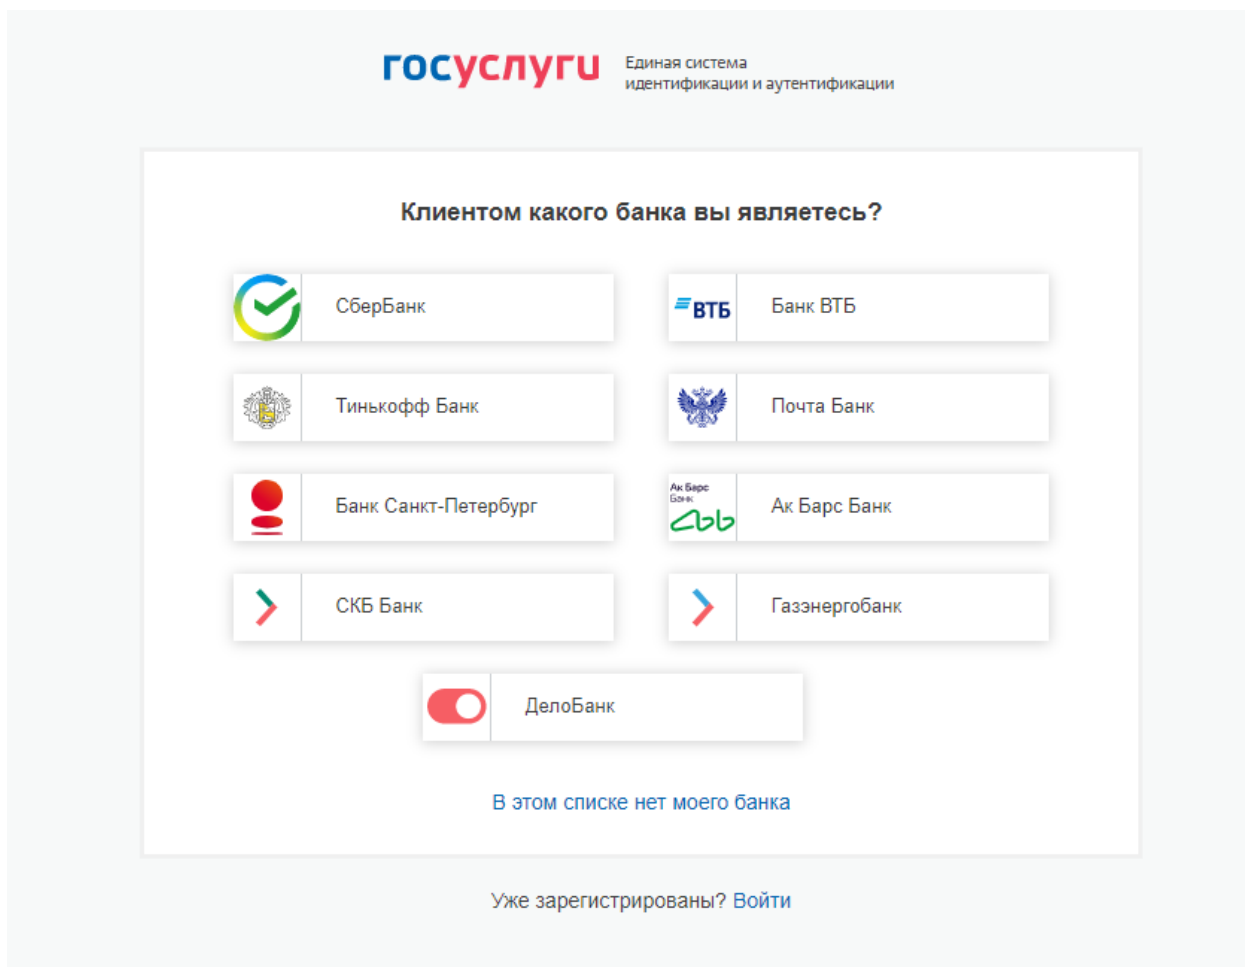 госуслуги
Единая система
идентификации и аутентификации
Клиентом какого банка вы являетесь?
СберБанк
ВТБ
Банк ВТБ
Тинькофф Банк
Почта Банк
Банк Санкт-Петербург
Ак Барс
Банк
Ак Барс Банк
СКБ Банк
Газэнергобанк
ДелоБанк
В этом списке нет моего банка
Уже зарегистрированы? Войти